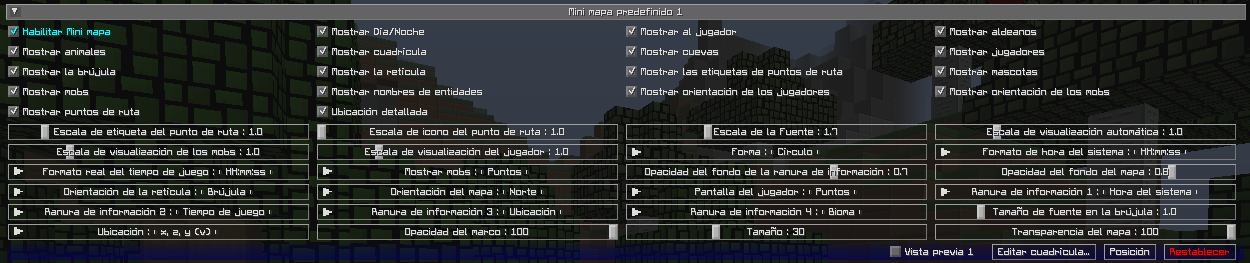 Mini mapa predefinido 1
Habilitar Mini mapa Mostrar Día/Noche Mostrar al jugador Mostrar aldeanos
Mostrar animales Mostrar cuadrícula Mostrar cuevas Mostrar jugadores
Mostrar la brújula Mostrar la retícula Mostrar las etiquetas de puntos de ruta Mostrar mascotas
Mostrar mobs Mostrar nombres de entidades Mostrar orientación de los jugadores Mostrar orientación de los mobs
Mostrar puntos de ruta Ubicación detallada
Escala de etiqueta del punto de ruta : 1.0 Escala de icono del punto de ruta : 1.0 Escala de la Fuente : 1.7 Escala de visualización automática : 1.0
Escala de visualización de los mobs : 1.0 Escala de visualización del jugador : 1.0 Forma : ‹ Círculo › Formato de hora del sistema : ‹ HH:mm:ss ›
Formato real del tiempo de juego : ‹ HH:mm:ss › Mostrar mobs : ‹ Puntos › Opacidad del fondo de la ranura de información : 0.7 Opacidad del fondo del mapa : 0.8
Orientación de la retícula : ‹ Brújula › Orientación del mapa : ‹ Norte › Pantalla del jugador : ‹ Puntos › Ranura de información 1 : ‹ Hora del sistema ›
Ranura de información 2 : ‹ Tiempo de juego › Ranura de información 3 : ‹ Ubicación › Ranura de información 4 : ‹ Bioma › Tamaño de fuente en la brújula : 1.0
Ubicación : ‹ x, z, y (v) › Opacidad del marco : 100 Tamaño : 30 Transparencia del mapa : 100
Vista previa 1 Editar cuadrícula... Posición Restablecer